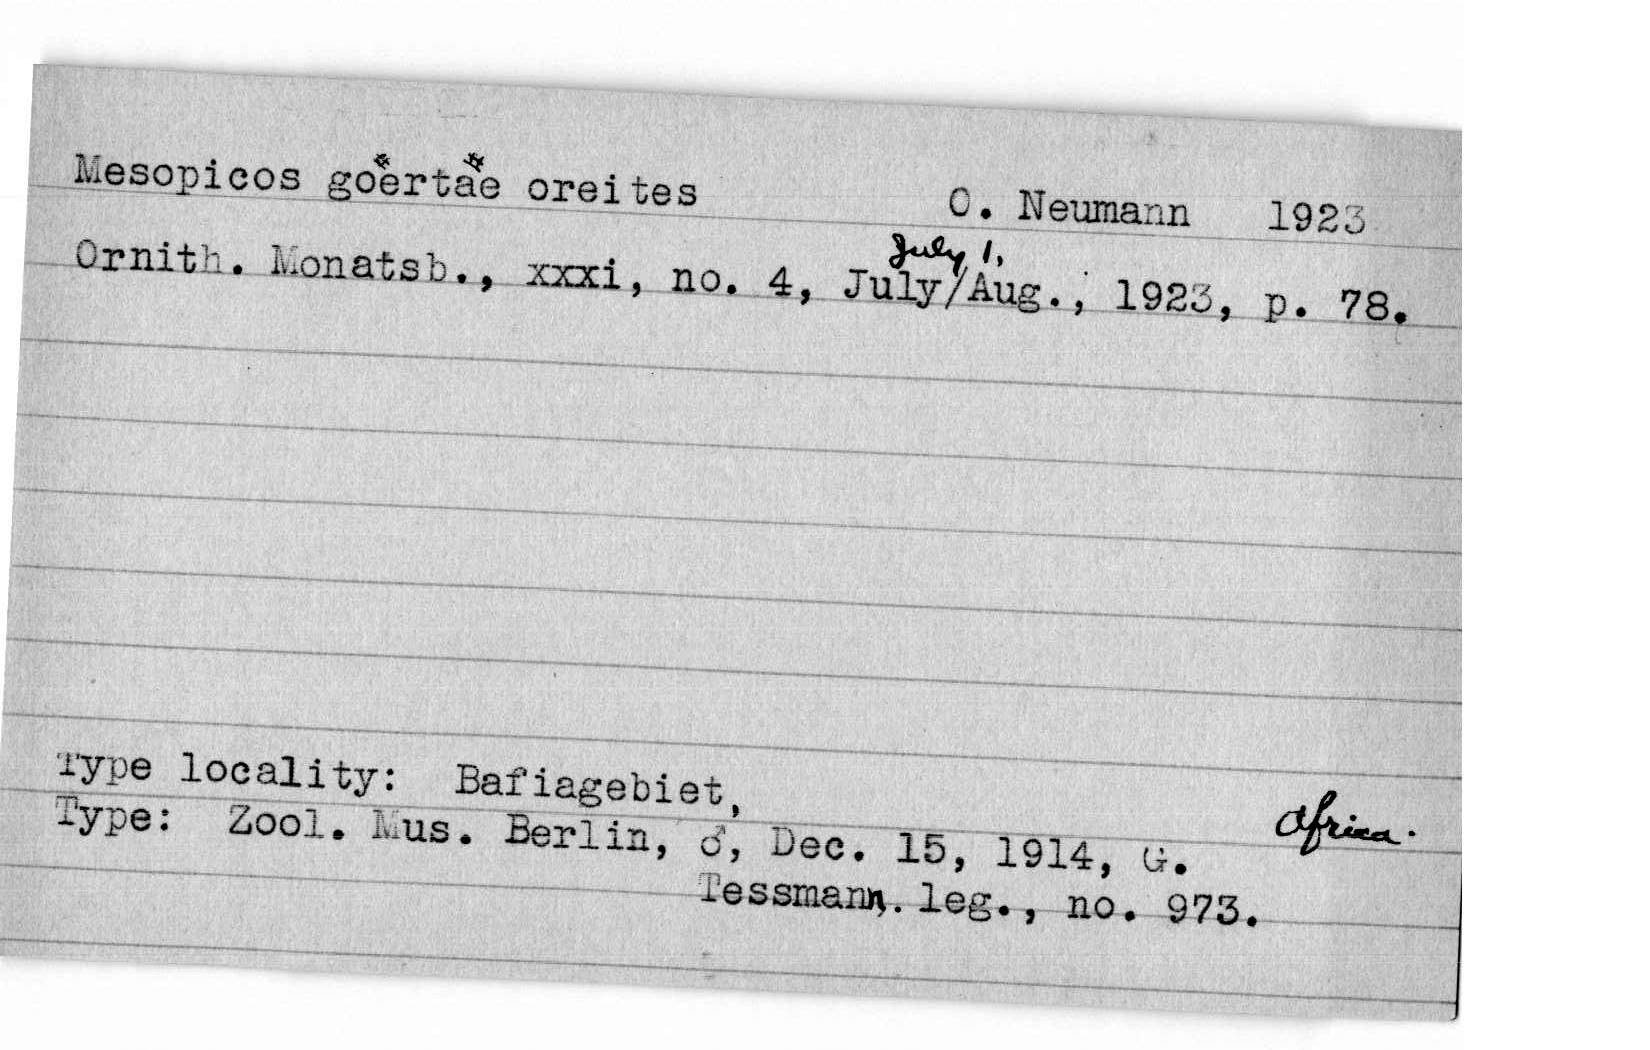 Mesopicos goertae oreites O. Neumann 1923
July 1,
Ornith. Monatsb., xxxi, no. 4, July/Aug., 1923, p. 78.
Type locality: Bafiagebiet,
Africa.
Type: Zool. Mus. Berlin, ♂, Dec. 15, 1914, G.
Tessmann. leg., no. 973.